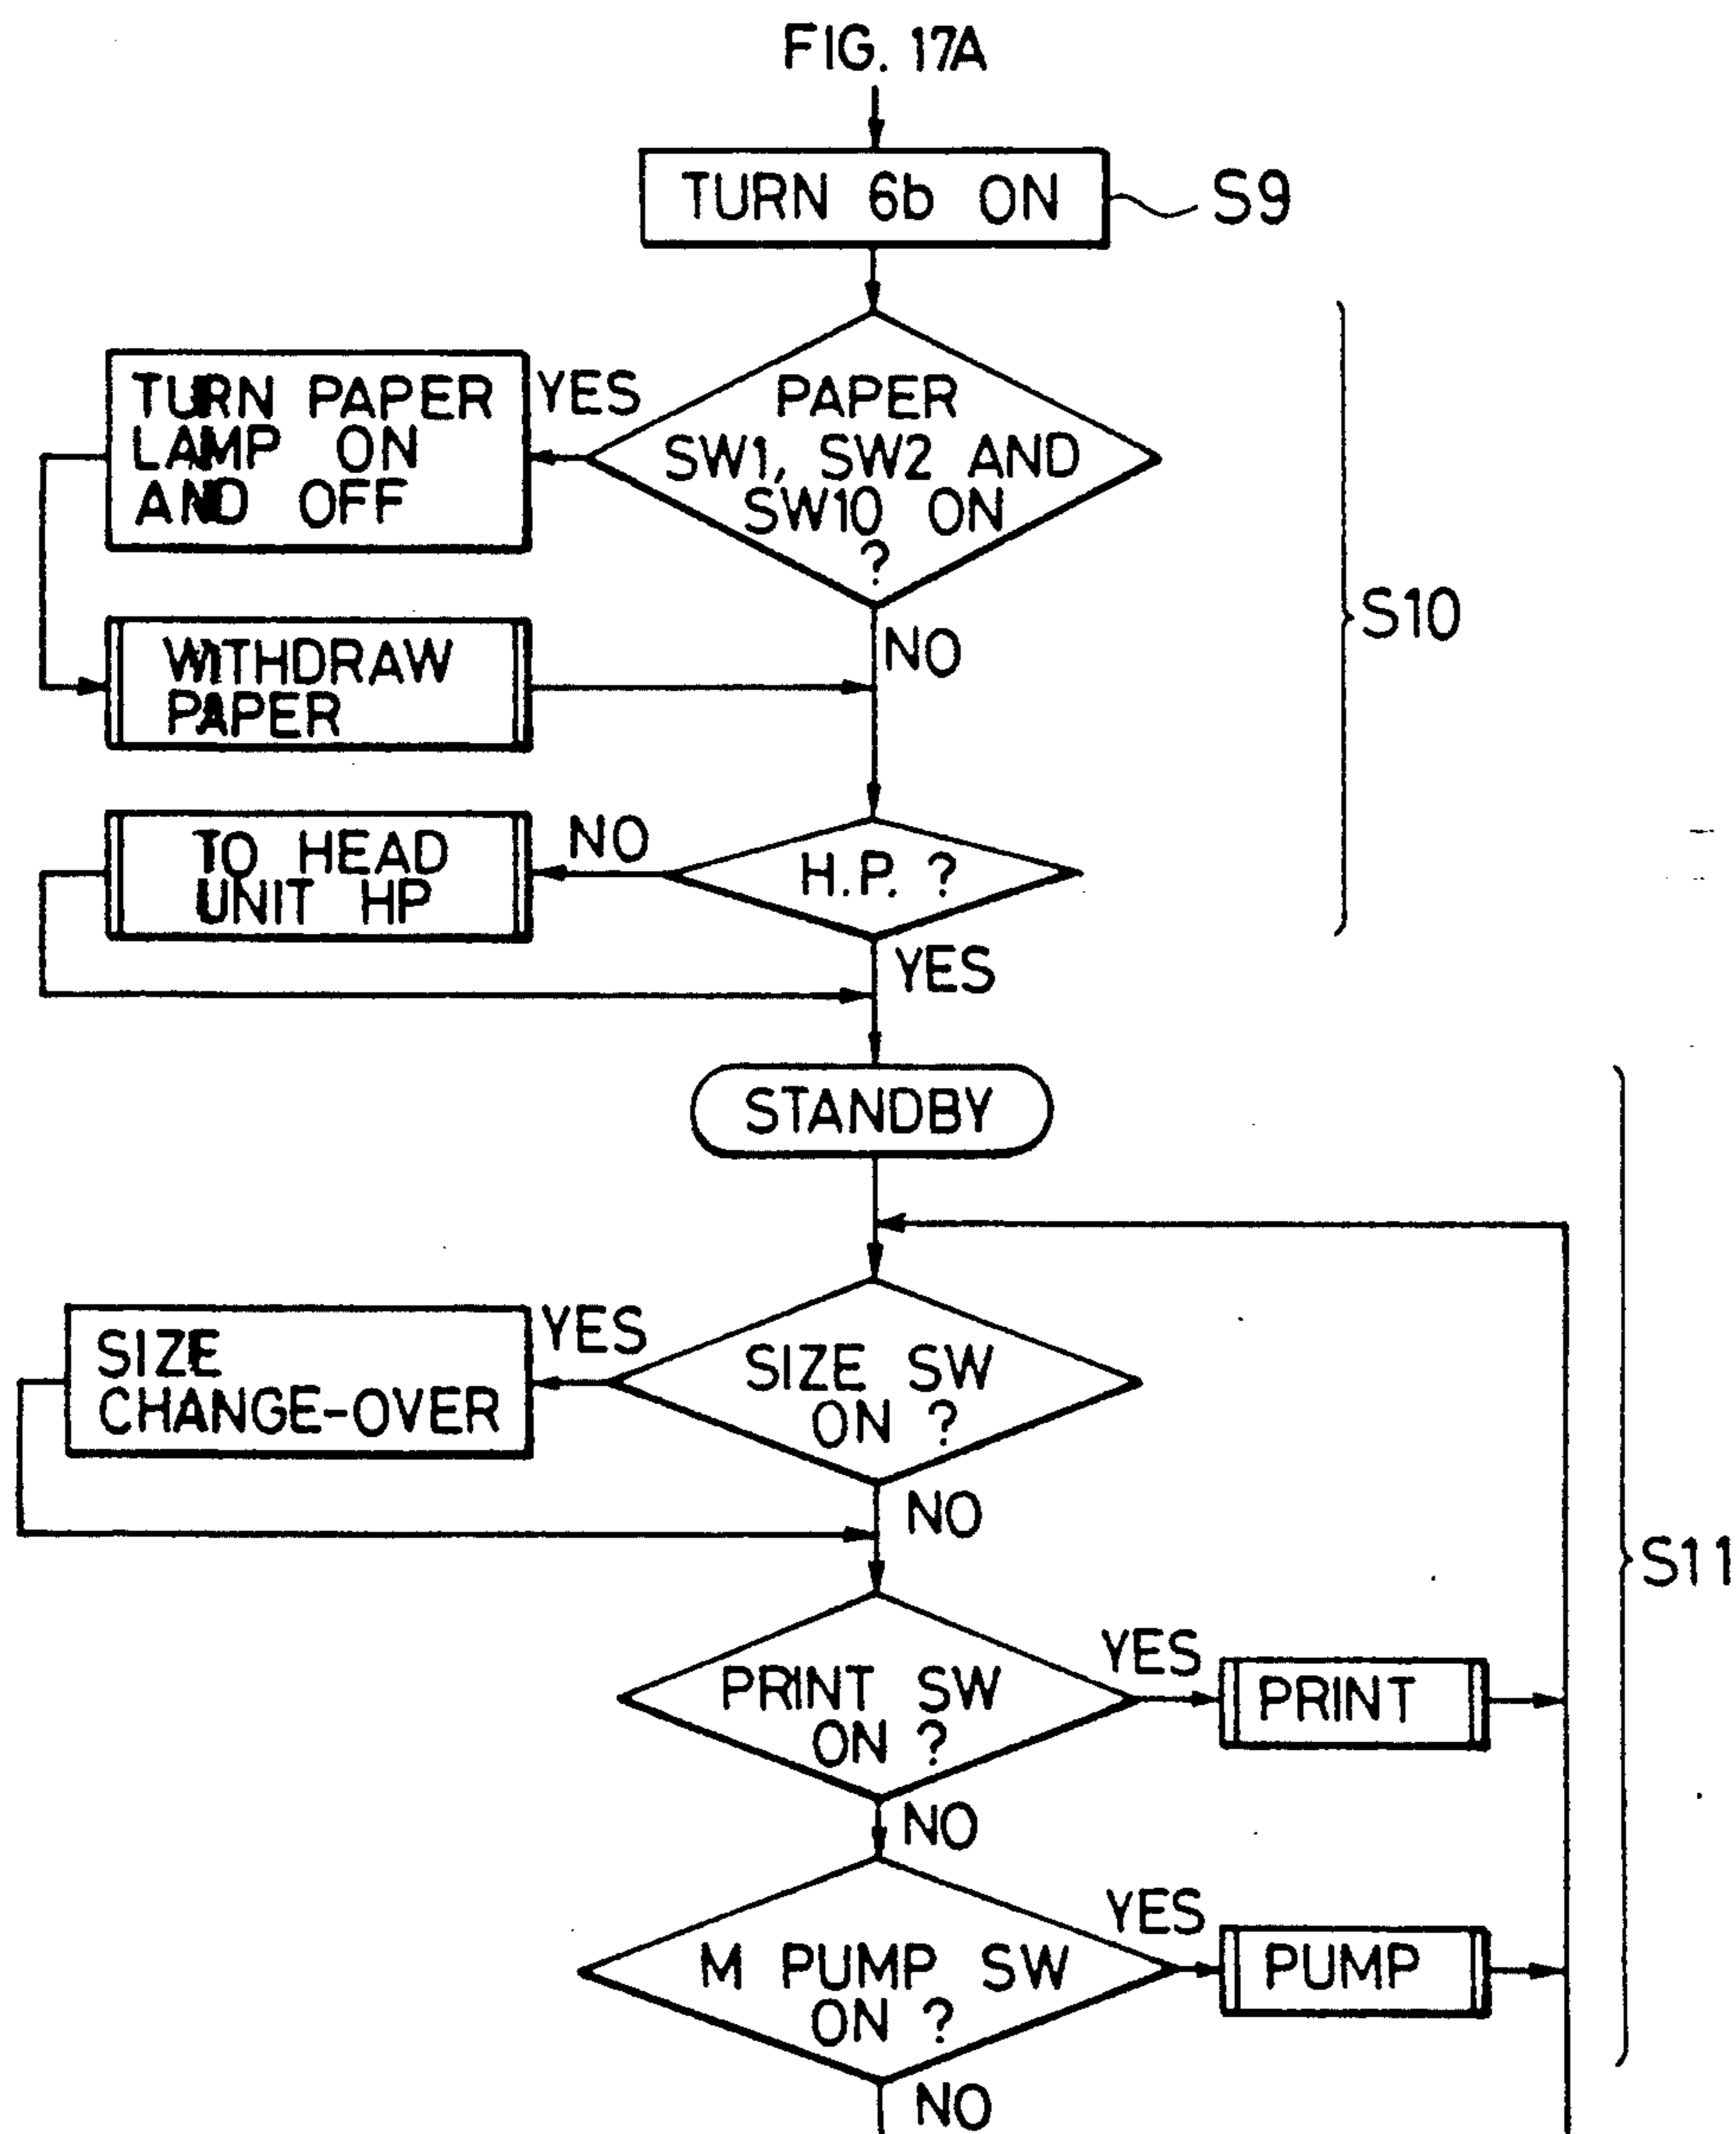 FIG. 17A
TURN 6b ON
S9
TURN PAPER
LAMP ON
AND OFF
YES
PAPER
SW1, SW2 AND
SW10 ON
?
S10
NO
WITHDRAW
PAPER
TO HEAD
UNIT HP
NO
H.P. ?
YES
STANDBY
SIZE
CHANGE-OVER
YES
SIZE SW
ON ?
NO
S11
PRINT SW
ON ?
YES
PRINT
NO
M PUMP SW
ON ?
YES
PUMP
NO